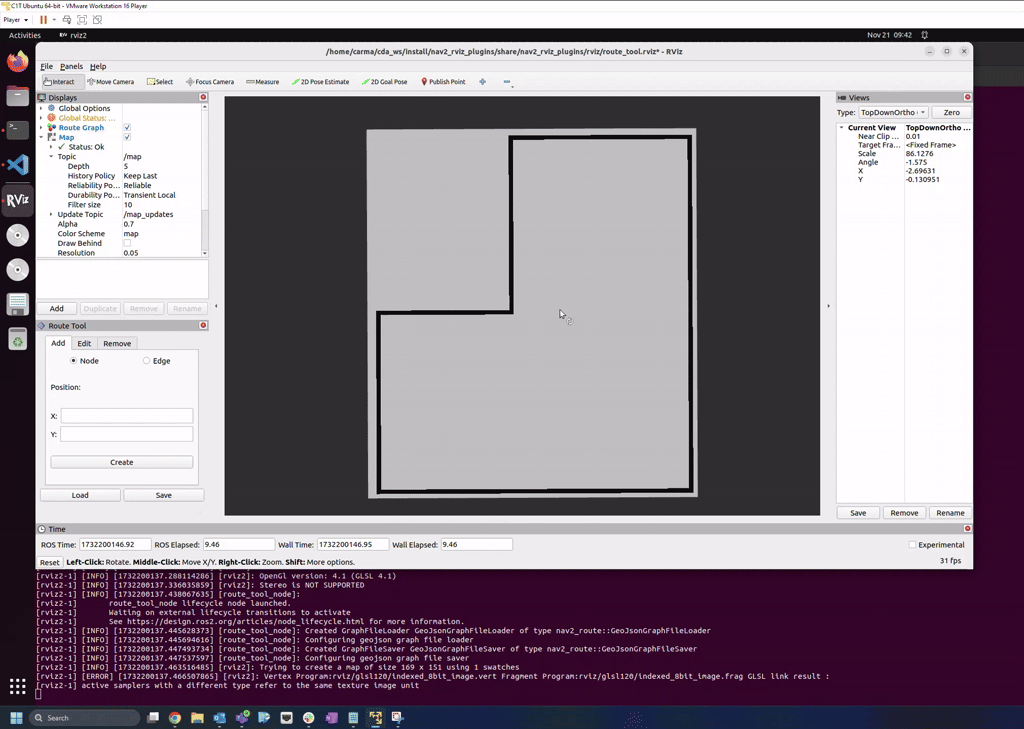 C1T Ubuntu 64-bit - VMware Workstation 16 Player
Player
Activities
rviz2
Nov 21 09:42
/home/carma/cda_ws/install/nav2_rviz_plugins/share/nav2_rviz_plugins/rviz/route_tool.rviz* - RViz
File Panels Help
Interact Move Camera Select Focus Camera Measure 2D Pose Estimate 2D Goal Pose Publish Point
Displays
Global Options
Global Status: ...
Route Graph
Map
Status: Ok
Topic /map
Depth 5
History Policy Keep Last
Reliability Po... Reliable
Durability Po... Transient Local
Filter size 10
Update Topic /map_updates
Alpha 0.7
Color Scheme map
Draw Behind
Resolution 0.05
Add Duplicate Remove Rename
Route Tool
Add Edit Remove
Node Edge
Position:
X:
Y:
Create
Load Save
Views
Type: TopDownOrtho Zero
Current View TopDownOrtho ...
Near Clip ... 0.01
Target Fra... <Fixed Frame>
Scale 86.1276
Angle -1.575
X -2.69631
Y -0.130951
Save Remove Rename
Time
ROS Time: 1732200146.92 ROS Elapsed: 9.46 Wall Time: 1732200146.95 Wall Elapsed: 9.46 Experimental
Reset Left-Click: Rotate. Middle-Click: Move X/Y. Right-Click: Zoom. Shift: More options. 31 fps
[rviz2-1] [INFO] [1732200137.288114286] [rviz2]: OpenGl version: 4.1 (GLSL 4.1)
[rviz2-1] [INFO] [1732200137.336035859] [rviz2]: Stereo is NOT SUPPORTED
[rviz2-1] [INFO] [1732200137.438067635] [route_tool_node]:
[rviz2-1] route_tool_node lifecycle node launched.
[rviz2-1] Waiting on external lifecycle transitions to activate
[rviz2-1] See https://design.ros2.org/articles/node_lifecycle.html for more information.
[rviz2-1] [INFO] [1732200137.445628373] [route_tool_node]: Created GraphFileLoader GeoJsonGraphFileLoader of type nav2_route::GeoJsonGraphFileLoader
[rviz2-1] [INFO] [1732200137.445694616] [route_tool_node]: Configuring geojson graph file loader
[rviz2-1] [INFO] [1732200137.447493734] [route_tool_node]: Created GraphFileSaver GeoJsonGraphFileSaver of type nav2_route::GeoJsonGraphFileSaver
[rviz2-1] [INFO] [1732200137.447537597] [route_tool_node]: Configuring geojson graph file saver
[rviz2-1] [INFO] [1732200137.463516485] [rviz2]: Trying to create a map of size 169 x 151 using 1 swatches
[rviz2-1] [ERROR] [1732200137.466507865] [rviz2]: Vertex Program:rviz/glsl120/indexed_8bit_image.vert Fragment Program:rviz/glsl120/indexed_8bit_image.frag GLSL link result :
[rviz2-1] active samplers with a different type refer to the same texture image unit
Search